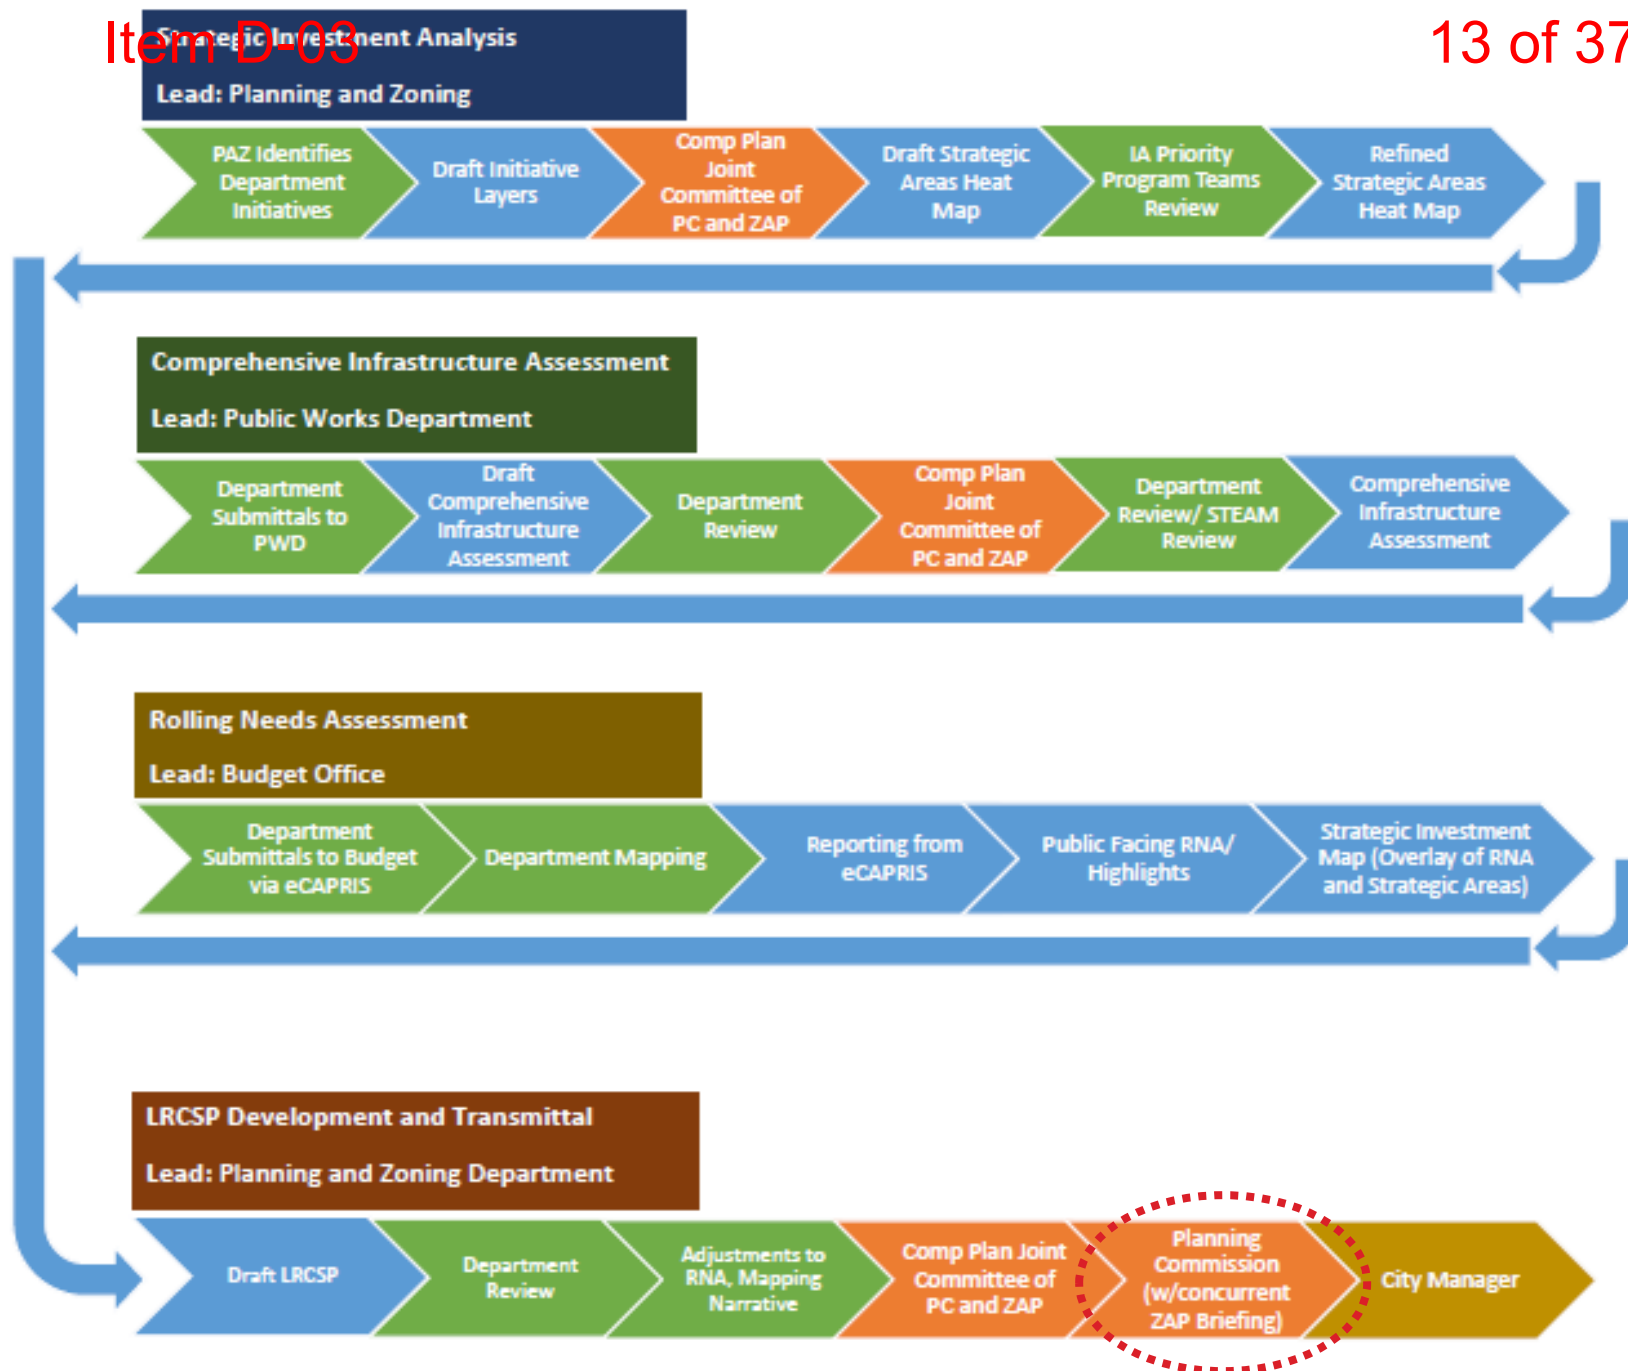 Item D-03
13 of 37
Strategic Investment Analysis
Lead: Planning and Zoning
PAZ Identifies
Department
Initiatives
Draft Initiative
Layers
Comp Plan
Joint
Committee of
PC and ZAP
Draft Strategic
Areas Heat
Map
IA Priority
Program Teams
Review
Refined
Strategic Areas
Heat Map
Comprehensive Infrastructure Assessment
Lead: Public Works Department
Department
Submittals to
PWD
Draft
Comprehensive
Infrastructure
Assessment
Department
Review
Comp Plan
Joint
Committee of
PC and ZAP
Department
Review/ STEAM
Review
Comprehensive
Infrastructure
Assessment
Rolling Needs Assessment
Lead: Budget Office
Department
Submittals to Budget
via eCAPRIS
Department Mapping
Reporting from
eCAPRIS
Public Facing RNA/
Highlights
Strategic Investment
Map (Overlay of RNA
and Strategic Areas)
LRCSP Development and Transmittal
Lead: Planning and Zoning Department
Draft LRCSP
Department
Review
Adjustments to
RNA, Mapping
Narrative
Comp Plan Joint
Committee of
PC and ZAP
Planning
Commission
(w/concurrent
ZAP Briefing)
City Manager